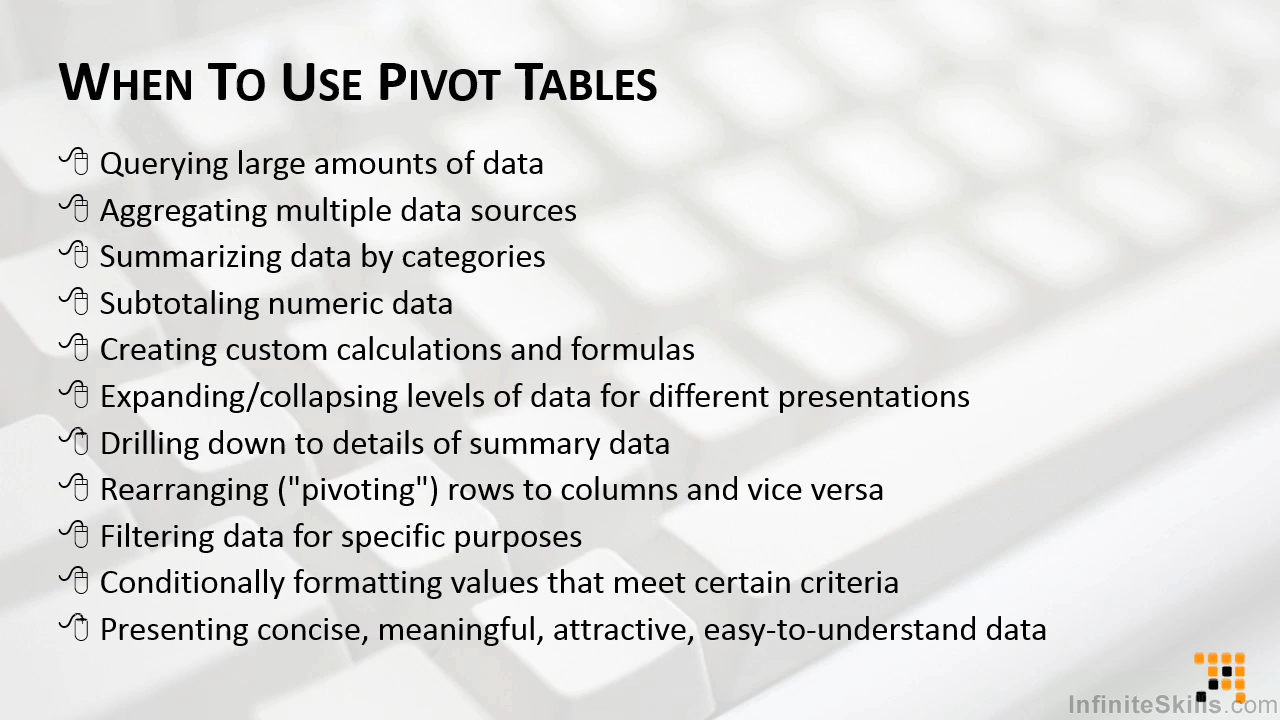 When To Use Pivot Tables
Querying large amounts of data
Aggregating multiple data sources
Summarizing data by categories
Subtotaling numeric data
Creating custom calculations and formulas
Expanding/collapsing levels of data for different presentations
Drilling down to details of summary data
Rearranging ("pivoting") rows to columns and vice versa
Filtering data for specific purposes
Conditionally formatting values that meet certain criteria
Presenting concise, meaningful, attractive, easy-to-understand data
InfiniteSkills.com